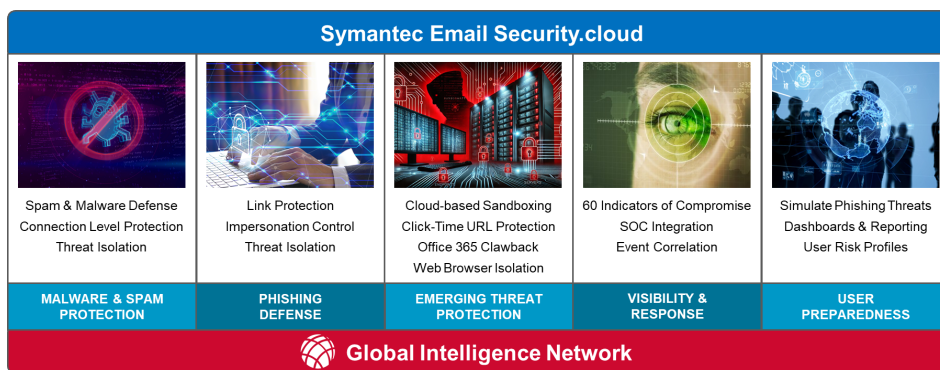 Symantec Email Security.cloud
Spam & Malware Defense
Connection Level Protection
Threat Isolation
MALWARE & SPAM
PROTECTION
Link Protection
Impersonation Control
Threat Isolation
PHISHING
DEFENSE
Cloud-based Sandboxing
Click-Time URL Protection
Office 365 Clawback
Web Browser Isolation
EMERGING THREAT
PROTECTION
60 Indicators of Compromise
SOC Integration
Event Correlation
VISIBILITY &
RESPONSE
Simulate Phishing Threats
Dashboards & Reporting
User Risk Profiles
USER
PREPAREDNESS
Global Intelligence Network